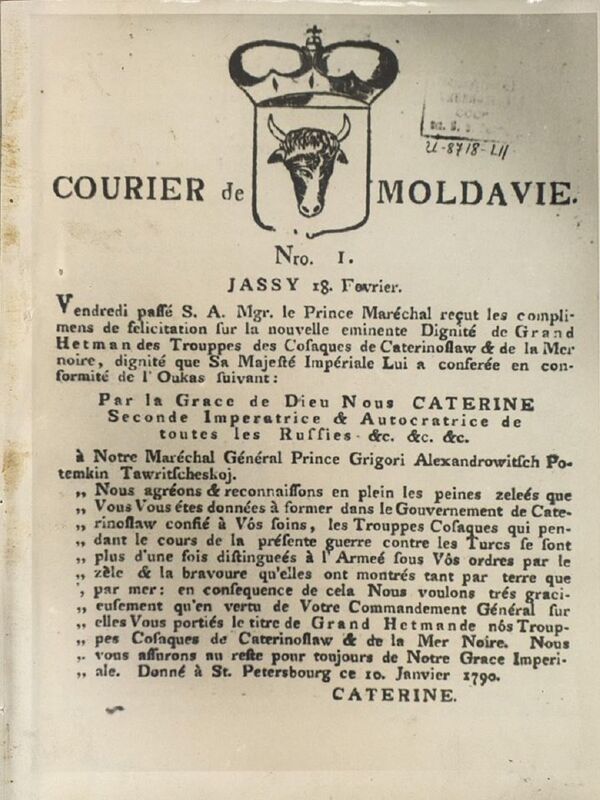 СССР
И-8718-LII
COURIER de MOLDAVIE.
Nro. 1.
JASSY 18. Fevrier.
Vendredi paſſé S. A. Mgr. le Prince Maréchal reçut les compli-
mens de felicitation ſur la nouvelle eminente Dignité de Grand
Hetman des Trouppes des Coſaques de Caterinoſlaw & de la Mer
noire, dignité que Sa Majeſté Impériale Lui a conferée en con-
formité de l' Oukas ſuivant:
Par la Grace de Dieu Nous CATERINE
Seconde Imperatrice & Autocratrice de
toutes les Ruſſies &c. &c. &c.
à Notre Maréchal Général Prince Grigori Alexandrowitſch Po-
temkin Tawritſcheskoj.
„ Nous agréons & reconnaiſſons en plein les peines zeleés que
„ Vous Vous étes données à former dans le Gouvernement de Cate-
„ rinoſlaw confié à Vós ſoins, les Trouppes Coſaques qui pen-
„ dant le cours de la préſente guerre contre les Turcs ſe ſont
„ plus d'une fois diſtingueés à l' Armeé ſous Vós ordres par le
„ zèle & la bravoure qu'elles ont montrés tant par terre que
„ par mer: en conſequence de cela Nous voulons trés graci-
„ euſement qu'en vertu de Votre Commandement Général ſur
„ elles Vous portiés le titre de Grand Hetman de nós Troup-
„ pes Coſaques de Caterinoſlaw & de la Mer Noire. Nous
„ vous aſſurons au reſte pour toujours de Notre Grace Imperi-
„ ale. Donné à St. Petersbourg ce 10. Janvier 1790.
CATERINE.